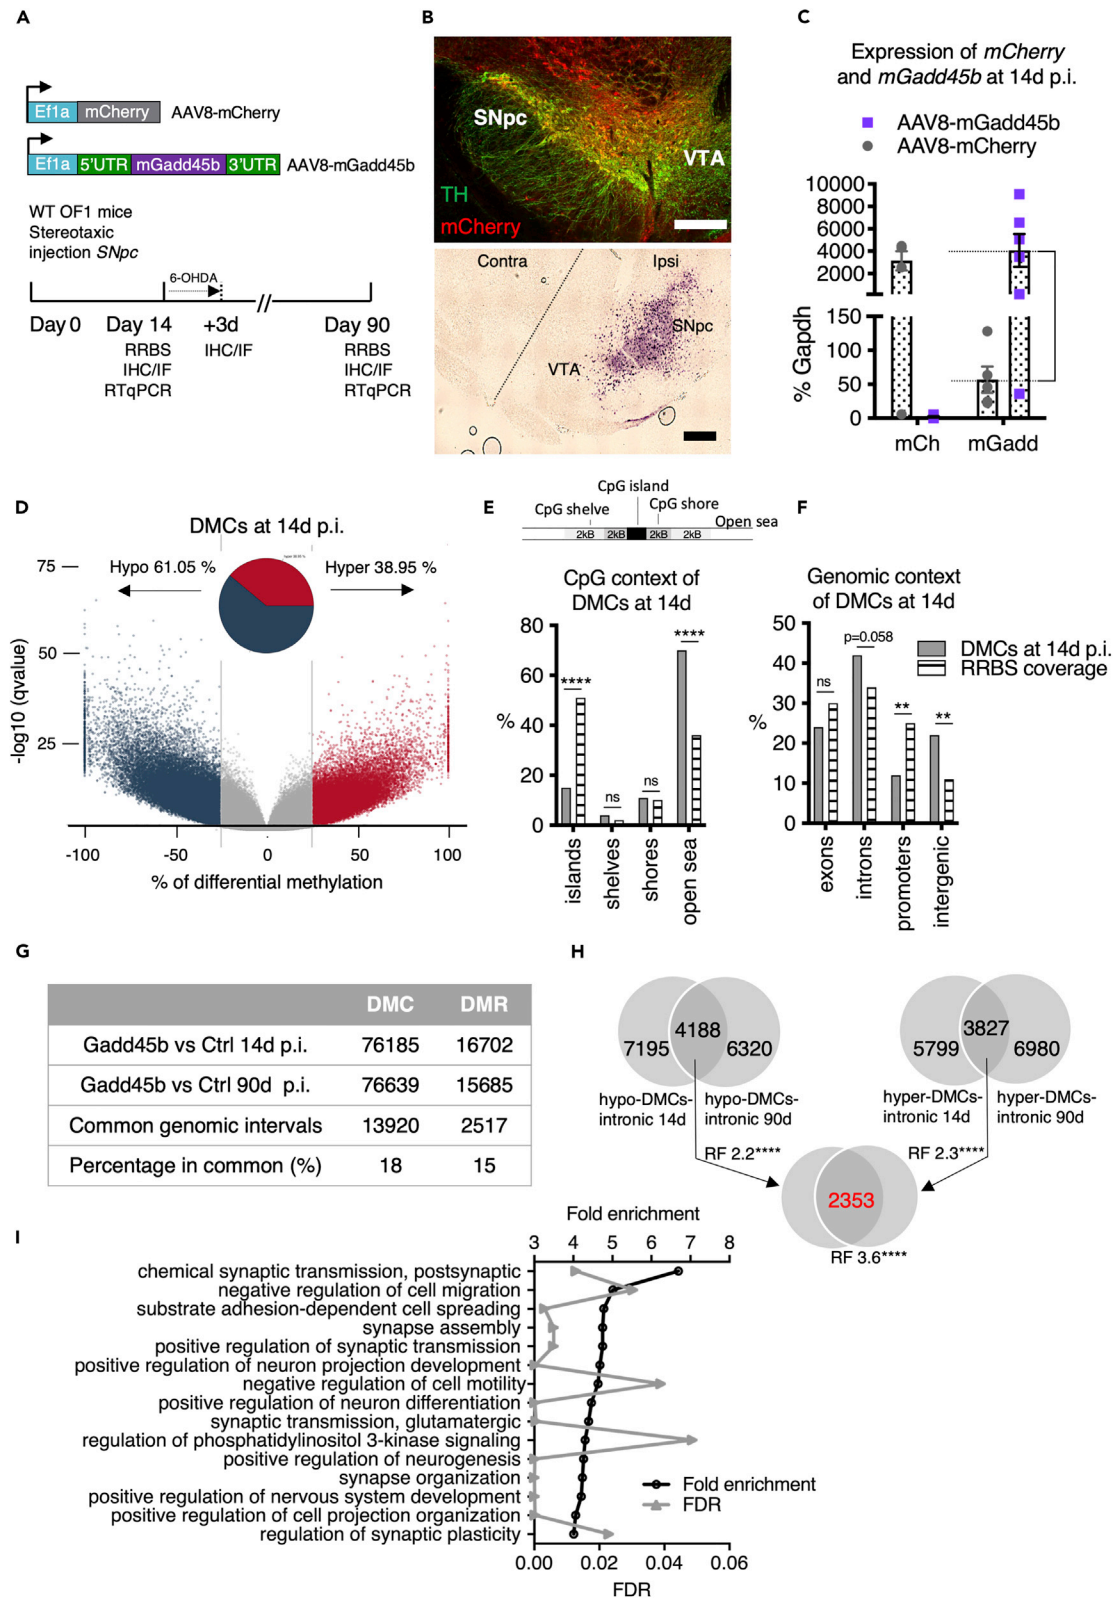 A
Ef1a mCherry AAV8-mCherry
Ef1a 5'UTR mGadd45b 3'UTR AAV8-mGadd45b
WT OF1 mice
Stereotaxic
injection SNpc
6-OHDA
Day 0 Day 14 +3d Day 90
RRBS IHC/IF RRBS
IHC/IF IHC/IF
RTqPCR RTqPCR
B
SNpc
VTA
TH
mCherry
Contra Ipsi
SNpc
VTA
C
Expression of mCherry
and mGadd45b at 14d p.i.
AAV8-mGadd45b
AAV8-mCherry
10000
8000
6000
4000
2000
150
100
50
0
% Gapdh
mCh mGadd
D
DMCs at 14d p.i.
Hypo 61.05 % Hyper 38.95 %
75
50
25
-log10 (qvalue)
-100 -50 0 50 100
% of differential methylation
E
CpG island
CpG shelve CpG shore
Open sea
2kB 2kB 2kB 2kB
CpG context of
DMCs at 14d
80
60
40
20
0
%
**** ns ns ****
islands
shelves
shores
open sea
F
Genomic context
of DMCs at 14d
50
40
30
20
10
0
%
ns p=0.058 ** **
DMCs at 14d p.i.
RRBS coverage
exons
introns
promoters
intergenic
G
DMC DMR
Gadd45b vs Ctrl 14d p.i. 76185 16702
Gadd45b vs Ctrl 90d p.i. 76639 15685
Common genomic intervals 13920 2517
Percentage in common (%) 18 15
H
7195 4188 6320
5799 3827 6980
hypo-DMCs-
intronic 14d
hypo-DMCs-
intronic 90d
hyper-DMCs-
intronic 14d
hyper-DMCs-
intronic 90d
RF 2.2**** RF 2.3****
2353
RF 3.6****
I
Fold enrichment
3 4 5 6 7 8
chemical synaptic transmission, postsynaptic
negative regulation of cell migration
substrate adhesion-dependent cell spreading
synapse assembly
positive regulation of synaptic transmission
positive regulation of neuron projection development
negative regulation of cell motility
positive regulation of neuron differentiation
synaptic transmission, glutamatergic
regulation of phosphatidylinositol 3-kinase signaling
positive regulation of neurogenesis
synapse organization
positive regulation of nervous system development
positive regulation of cell projection organization
regulation of synaptic plasticity
Fold enrichment
FDR
0.00 0.02 0.04 0.06
FDR